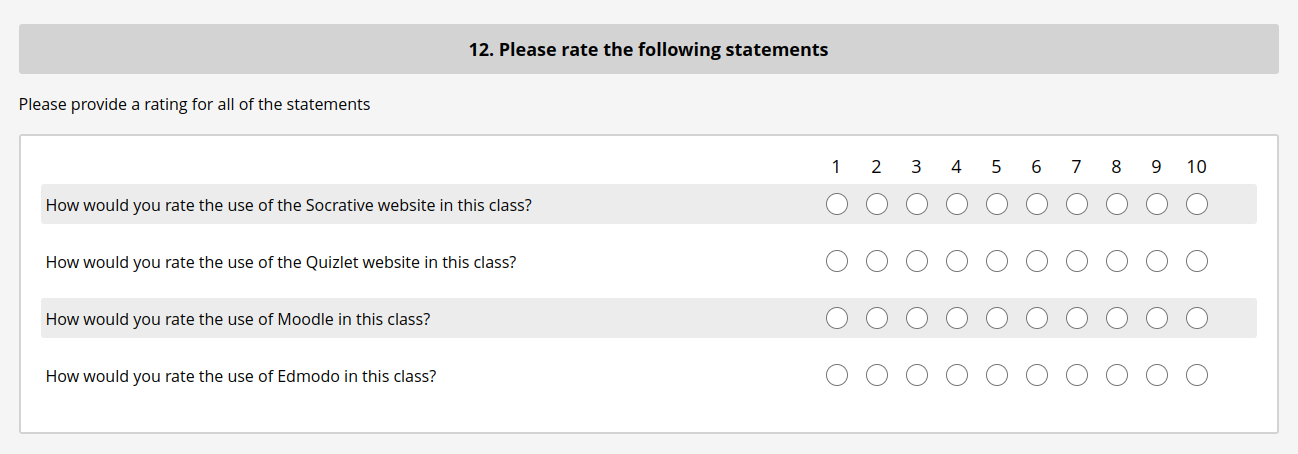 12. Please rate the following statements
Please provide a rating for all of the statements
1 2 3 4 5 6 7 8 9 10
How would you rate the use of the Socrative website in this class?
How would you rate the use of the Quizlet website in this class?
How would you rate the use of Moodle in this class?
How would you rate the use of Edmodo in this class?